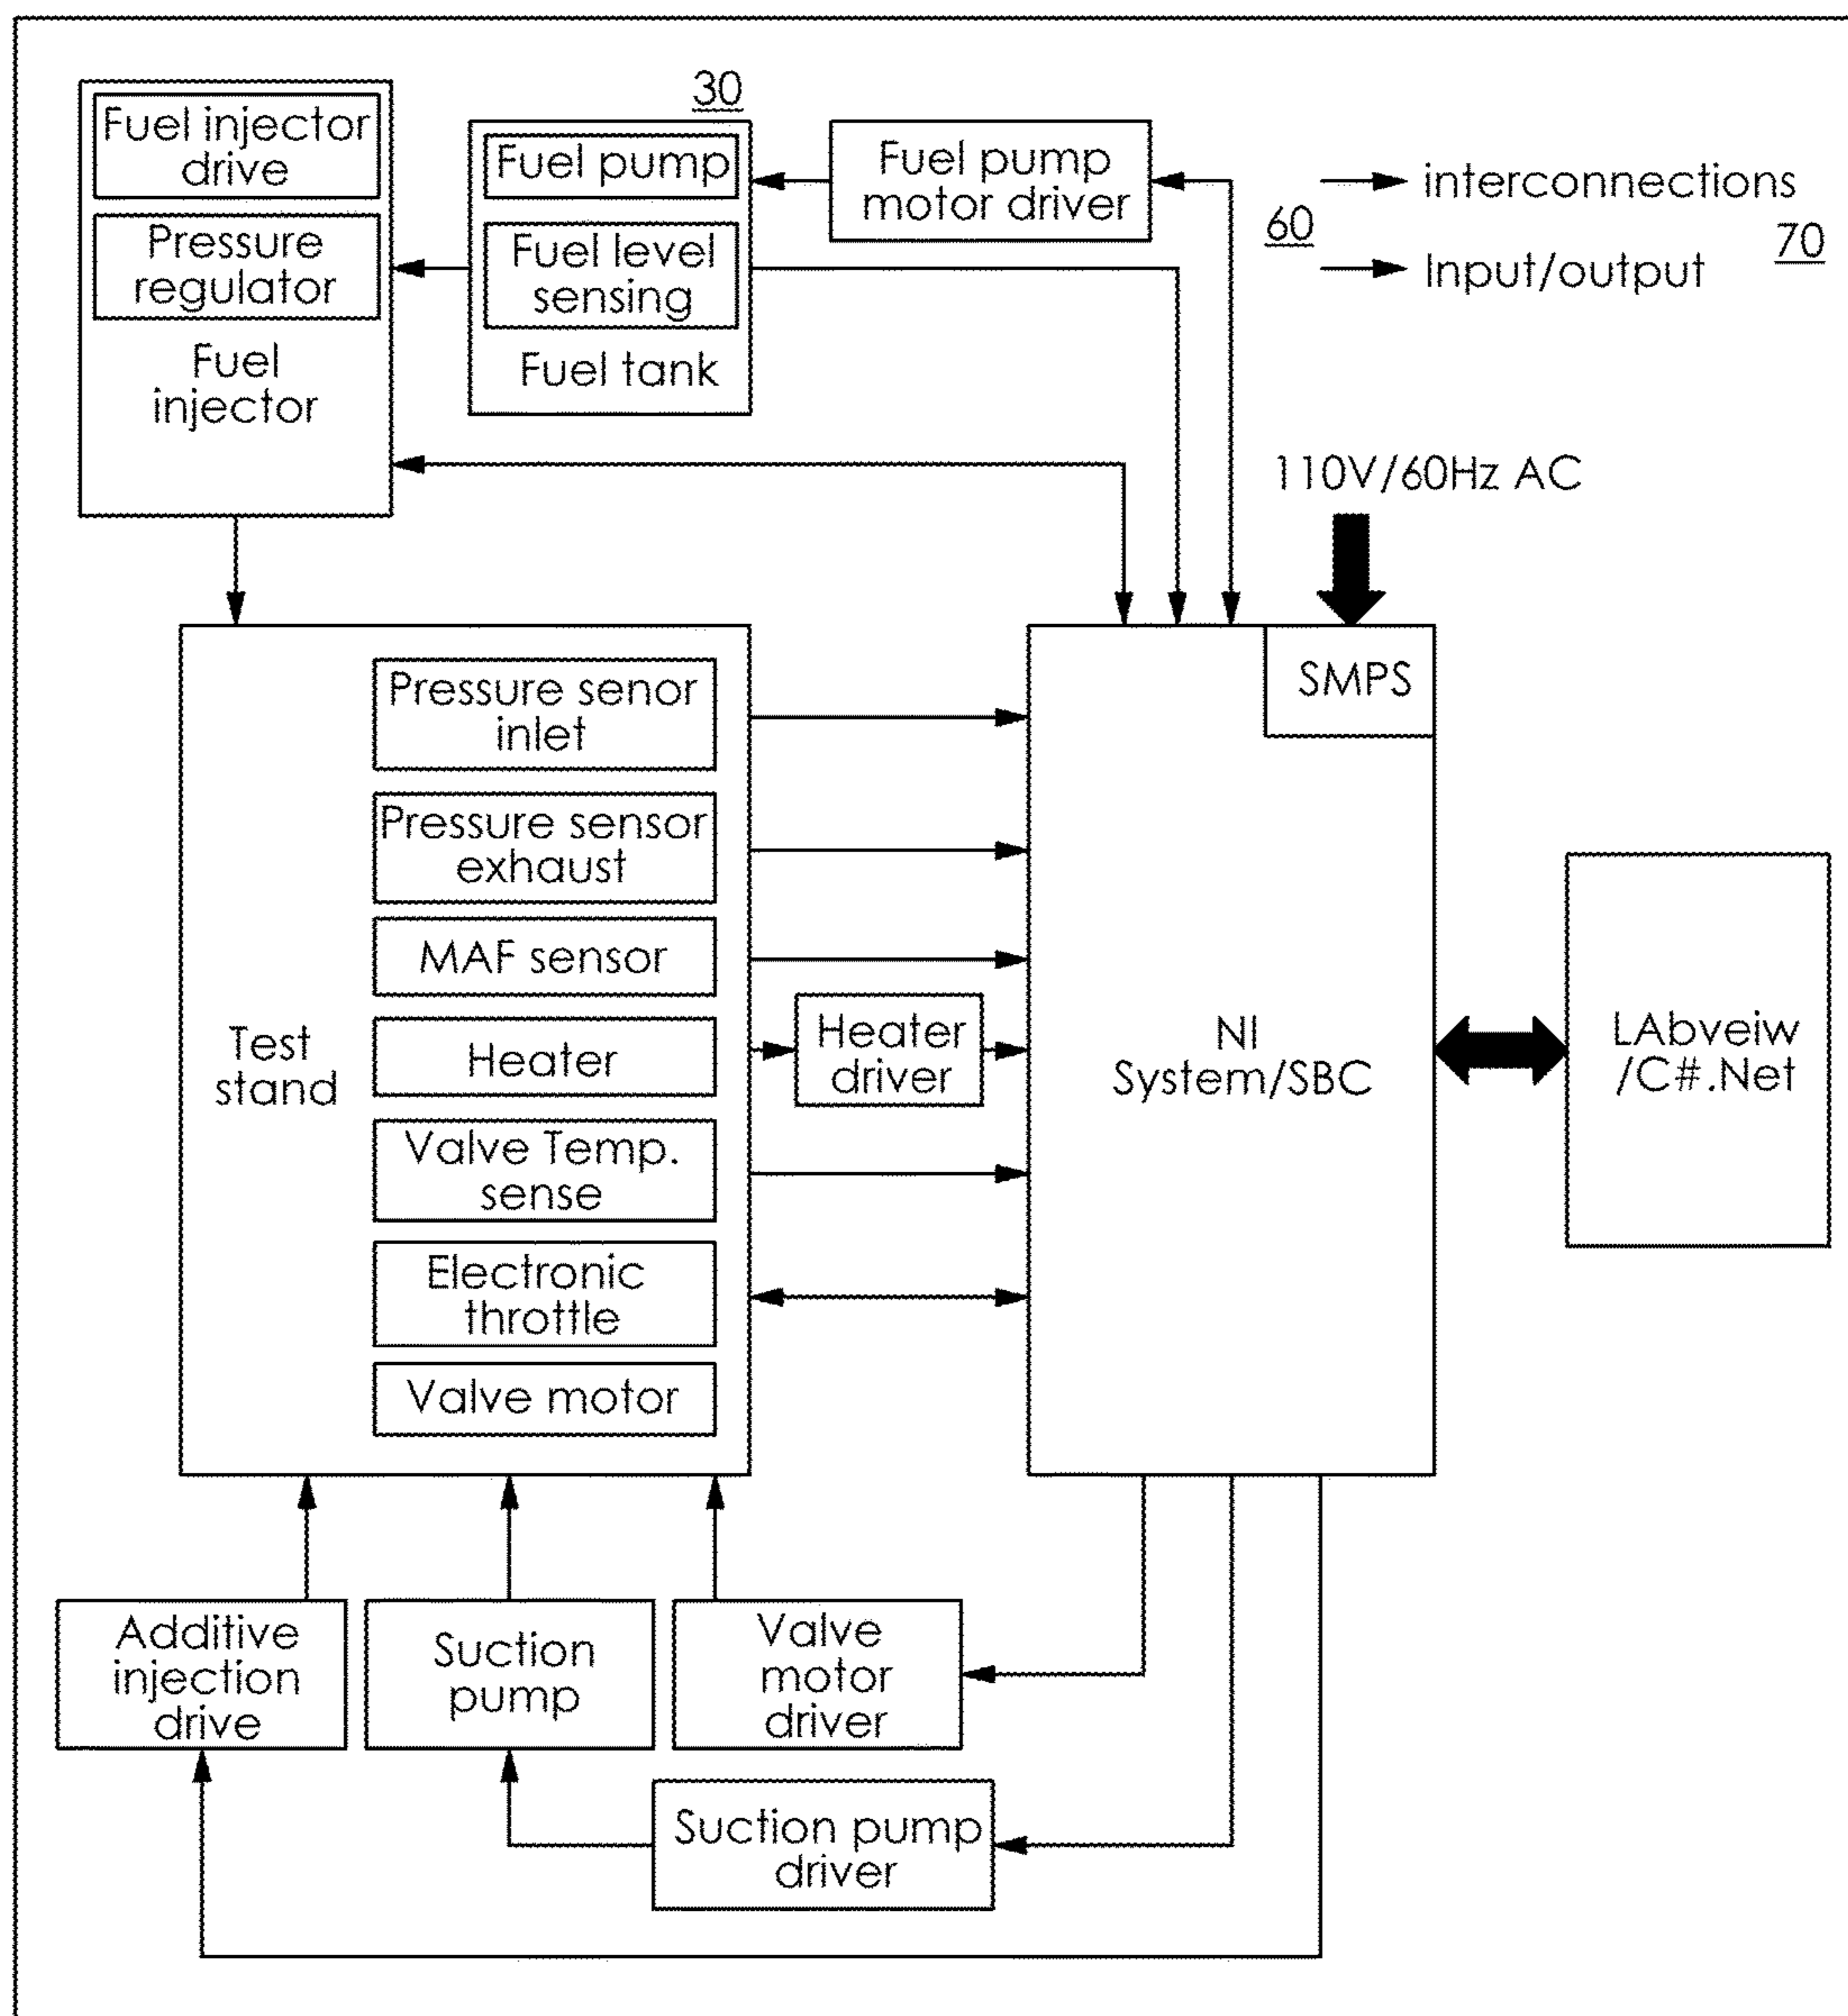 Fuel injector
drive
Pressure
regulator
Fuel
injector
30
Fuel pump
Fuel level
sensing
Fuel tank
Fuel pump
motor driver
60
interconnections
Input/output
70
110V/60Hz AC
Test
stand
Pressure senor
inlet
Pressure sensor
exhaust
MAF sensor
Heater
Valve Temp.
sense
Electronic
throttle
Valve motor
Heater
driver
SMPS
NI
System/SBC
LAbveiw
/C#.Net
Additive
injection
drive
Suction
pump
Valve
motor
driver
Suction pump
driver